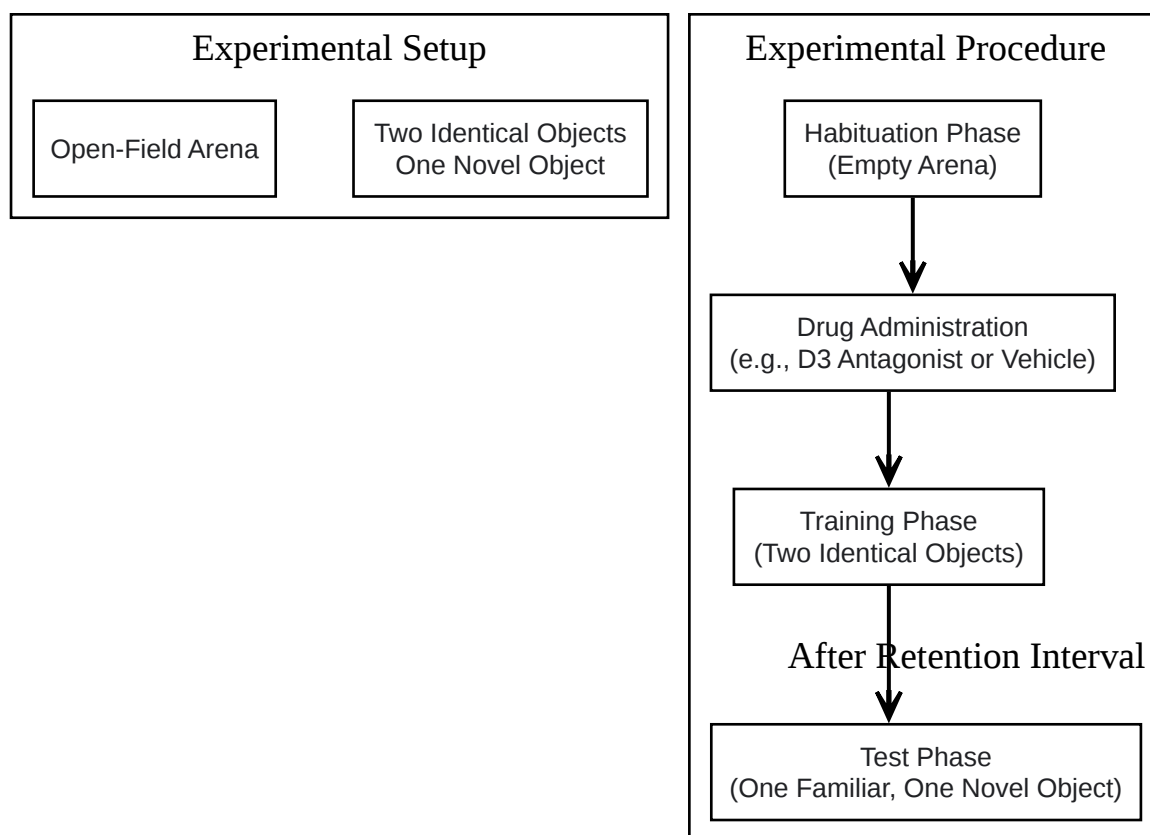 Experimental Setup
Open-Field Arena
Two Identical Objects
One Novel Object
Experimental Procedure
Habituation Phase
(Empty Arena)
Drug Administration
(e.g., D3 Antagonist or Vehicle)
Training Phase
(Two Identical Objects)
After Retention Interval
Test Phase
(One Familiar, One Novel Object)